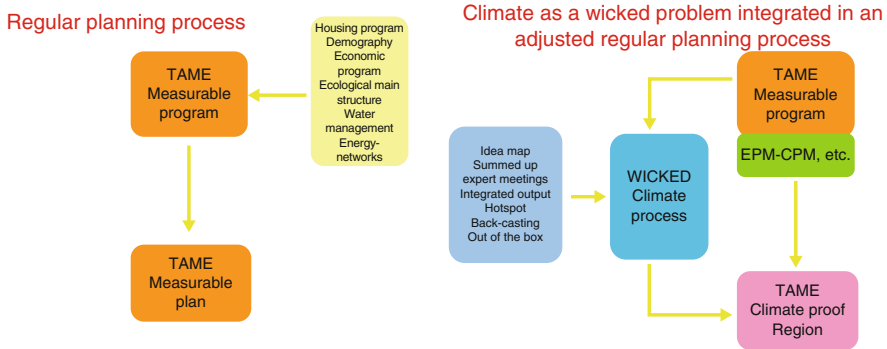 Regular planning process
TAME
Measurable
program
Housing program
Demography
Economic
program
Ecological main
structure
Water
management
Energy-
networks
TAME
Measurable
plan
Climate as a wicked problem integrated in an
adjusted regular planning process
TAME
Measurable
program
EPM-CPM, etc.
Idea map
Summed up
expert meetings
Integrated output
Hotspot
Back-casting
Out of the box
WICKED
Climate
process
TAME
Climate proof
Region